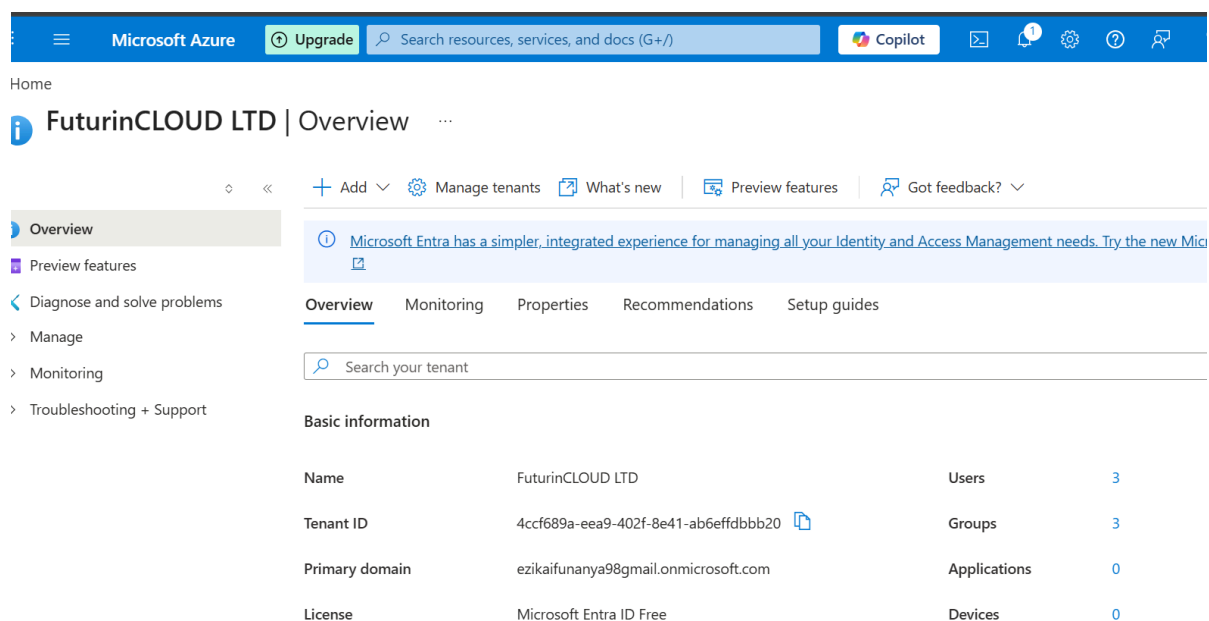 Microsoft Azure
Upgrade
Search resources, services, and docs (G+/)
Copilot
1
Home
FuturinCLOUD LTD | Overview ...
Add
Manage tenants
What's new
Preview features
Got feedback?
Overview
Preview features
Diagnose and solve problems
Manage
Monitoring
Troubleshooting + Support
Microsoft Entra has a simpler, integrated experience for managing all your Identity and Access Management needs. Try the new
Overview Monitoring Properties Recommendations Setup guides
Search your tenant
Basic information
Name FuturinCLOUD LTD Users 3
Tenant ID 4ccf689a-eea9-402f-8e41-ab6effdbbb20 Groups 3
Primary domain ezikaifunanya98gmail.onmicrosoft.com Applications 0
License Microsoft Entra ID Free Devices 0